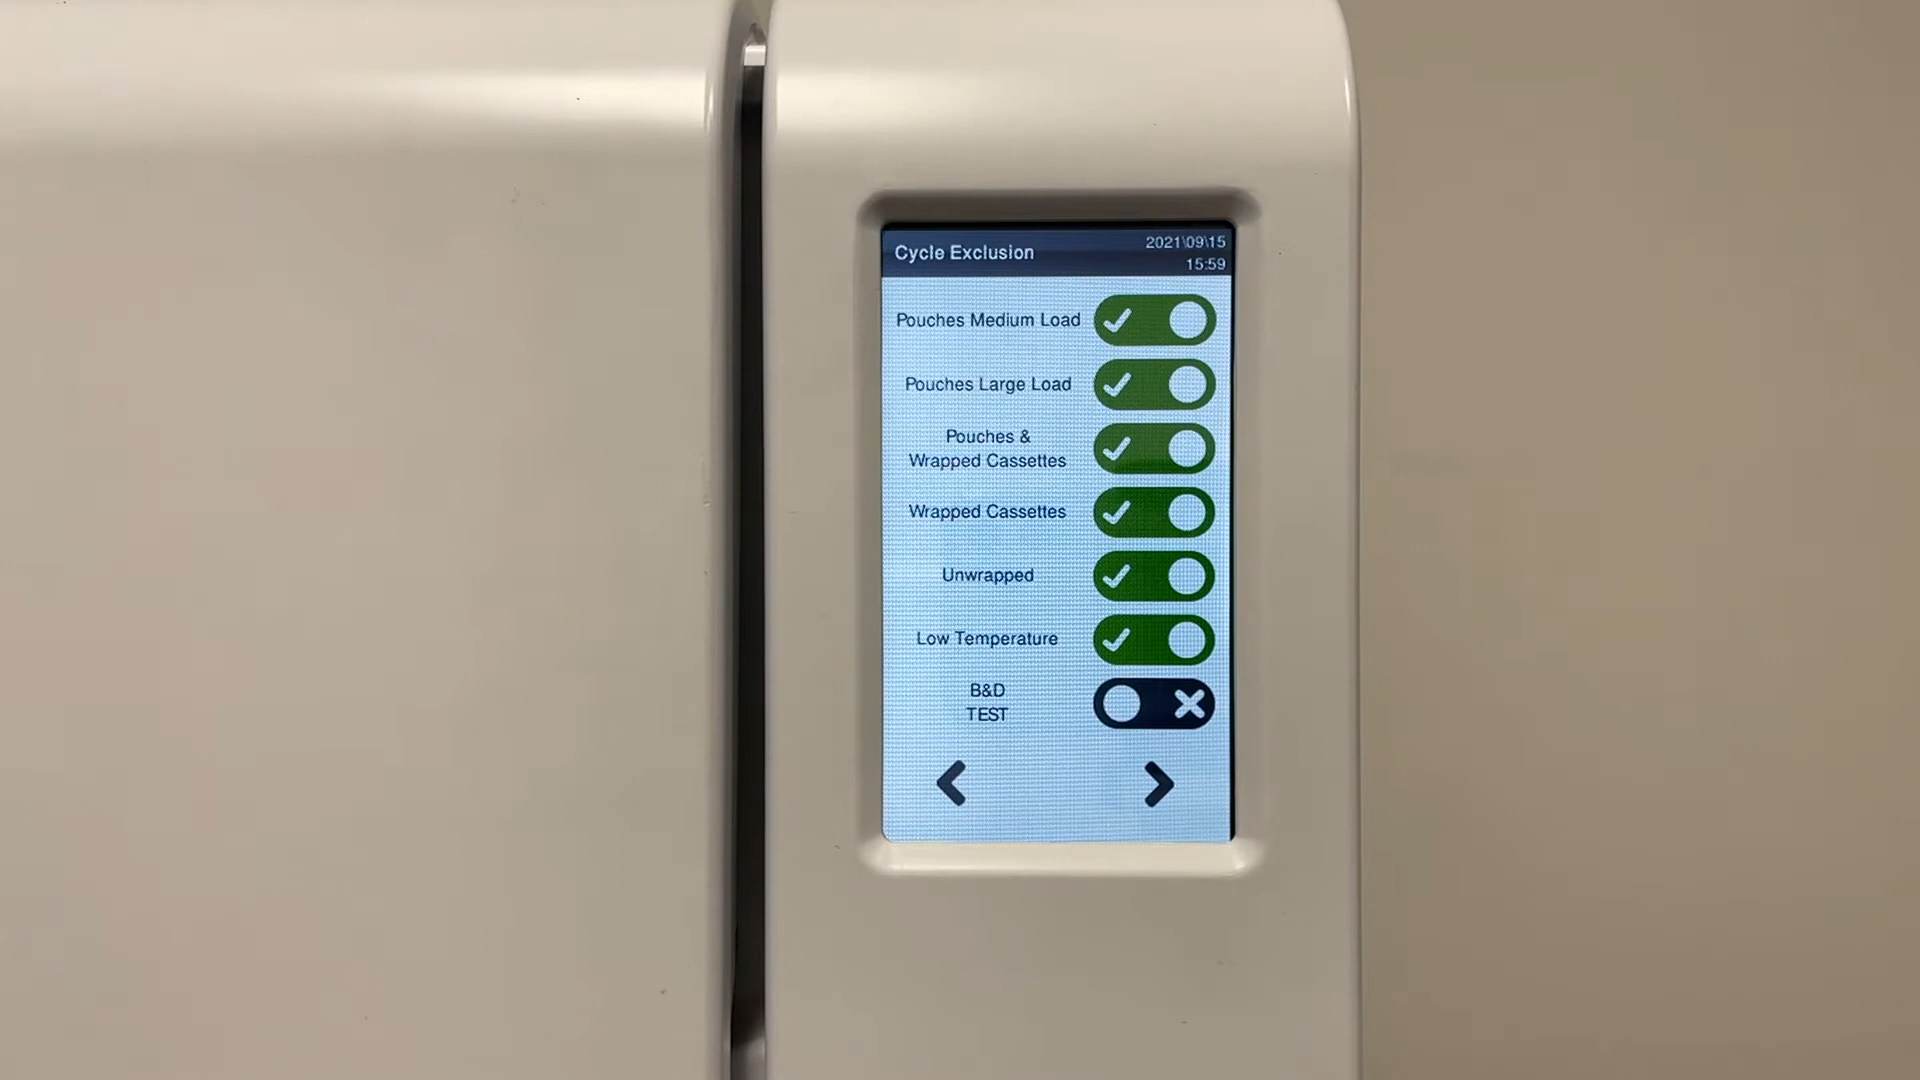 Cycle Exclusion
2021\09\15
15:59
Pouches Medium Load
Pouches Large Load
Pouches &
Wrapped Cassettes
Wrapped Cassettes
Unwrapped
Low Temperature
B&D
TEST